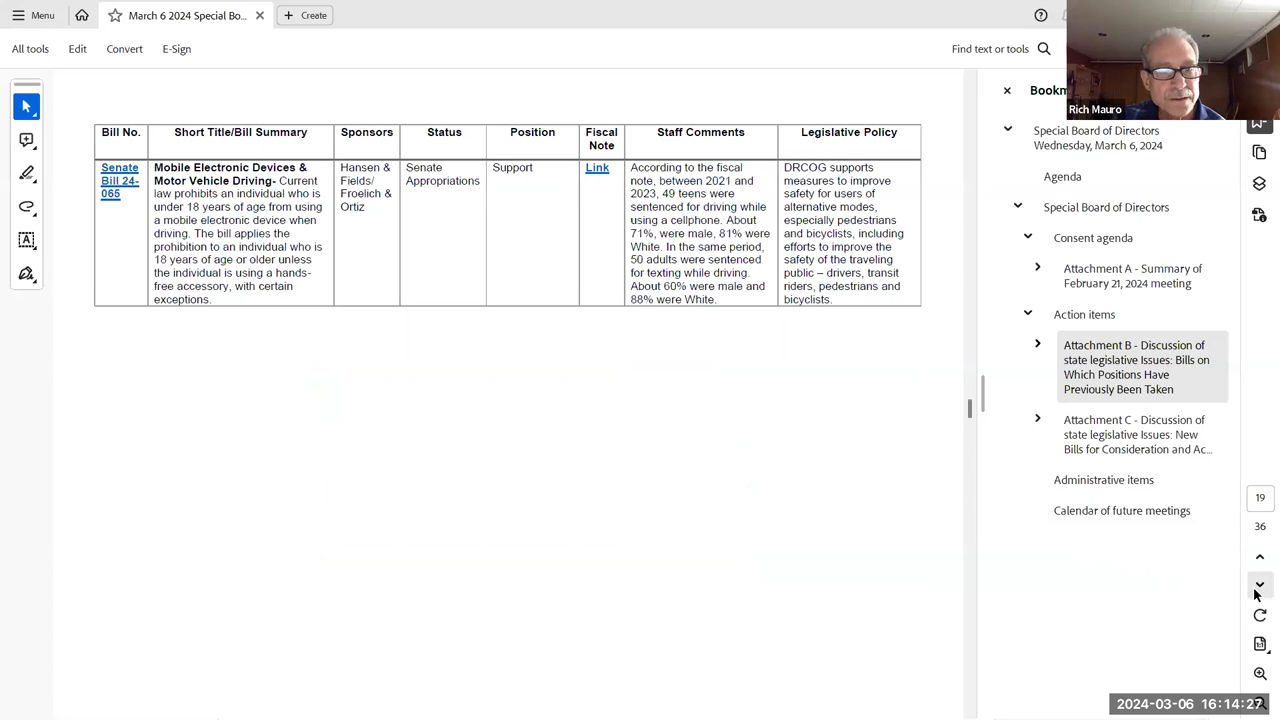 Menu
March 6 2024 Special Bo...
Create
All tools
Edit
Convert
E-Sign
Find text or tools
Rich Mauro
Bill No.
Short Title/Bill Summary
Sponsors
Status
Position
Fiscal
Note
Staff Comments
Legislative Policy
Senate
Bill 24-
065
Mobile Electronic Devices &
Motor Vehicle Driving- Current
law prohibits an individual who is
under 18 years of age from using
a mobile electronic device when
driving. The bill applies the
prohibition to an individual who is
18 years of age or older unless
the individual is using a hands-
free accessory, with certain
exceptions.
Hansen &
Fields/
Froelich &
Ortiz
Senate
Appropriations
Support
Link
According to the fiscal
note, between 2021 and
2023, 49 teens were
sentenced for driving while
using a cellphone. About
71%, were male, 81% were
White. In the same period,
50 adults were sentenced
for texting while driving.
About 60% were male and
88% were White.
DRCOG supports
measures to improve
safety for users of
alternative modes,
especially pedestrians
and bicyclists, including
efforts to improve the
safety of the traveling
public – drivers, transit
riders, pedestrians and
bicyclists.
Special Board of Directors
Wednesday, March 6, 2024
Agenda
Special Board of Directors
Consent agenda
Attachment A - Summary of
February 21, 2024 meeting
Action items
Attachment B - Discussion of
state legislative Issues: Bills on
Which Positions Have
Previously Been Taken
Attachment C - Discussion of
state legislative Issues: New
Bills for Consideration and Ac...
Administrative items
Calendar of future meetings
19
36
2024-03-06 16:14:27